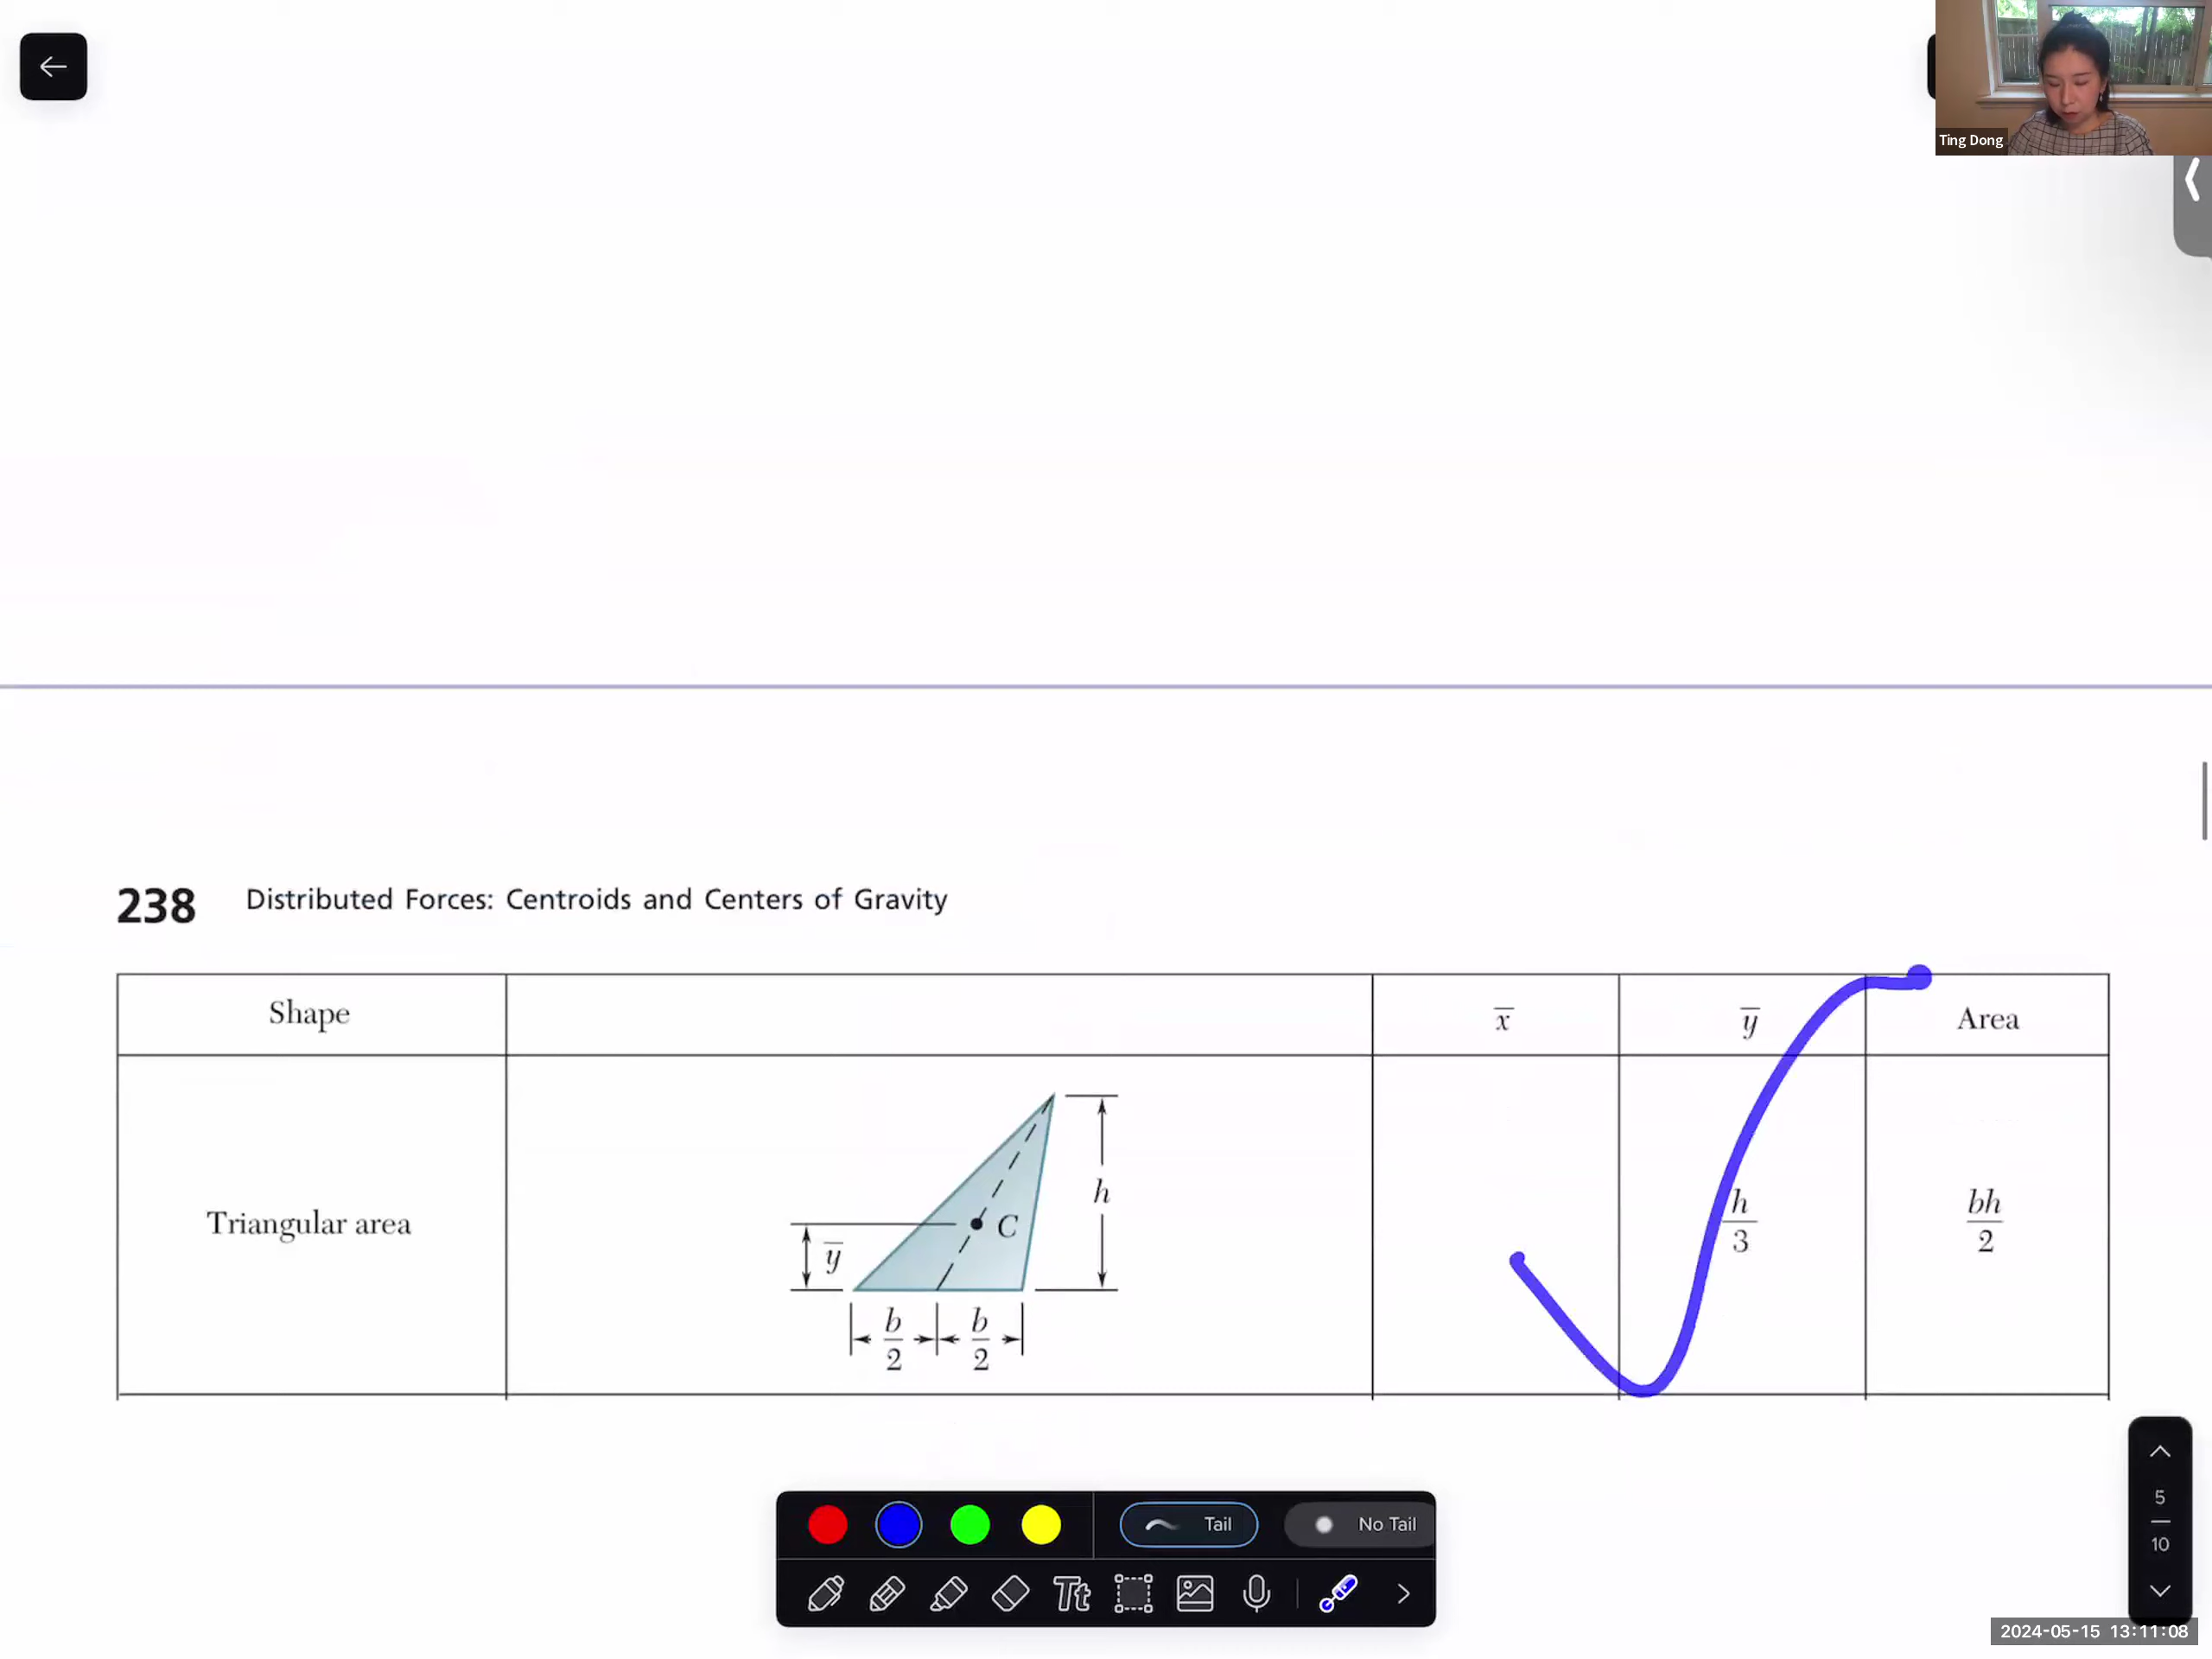 Ting Dong
238 Distributed Forces: Centroids and Centers of Gravity
Shape x̅ y̅ Area
Triangular area y̅ b/2 b/2 C h h/3 bh/2
Tail No Tail
Tt
5
10
2024-05-15 13:11:08